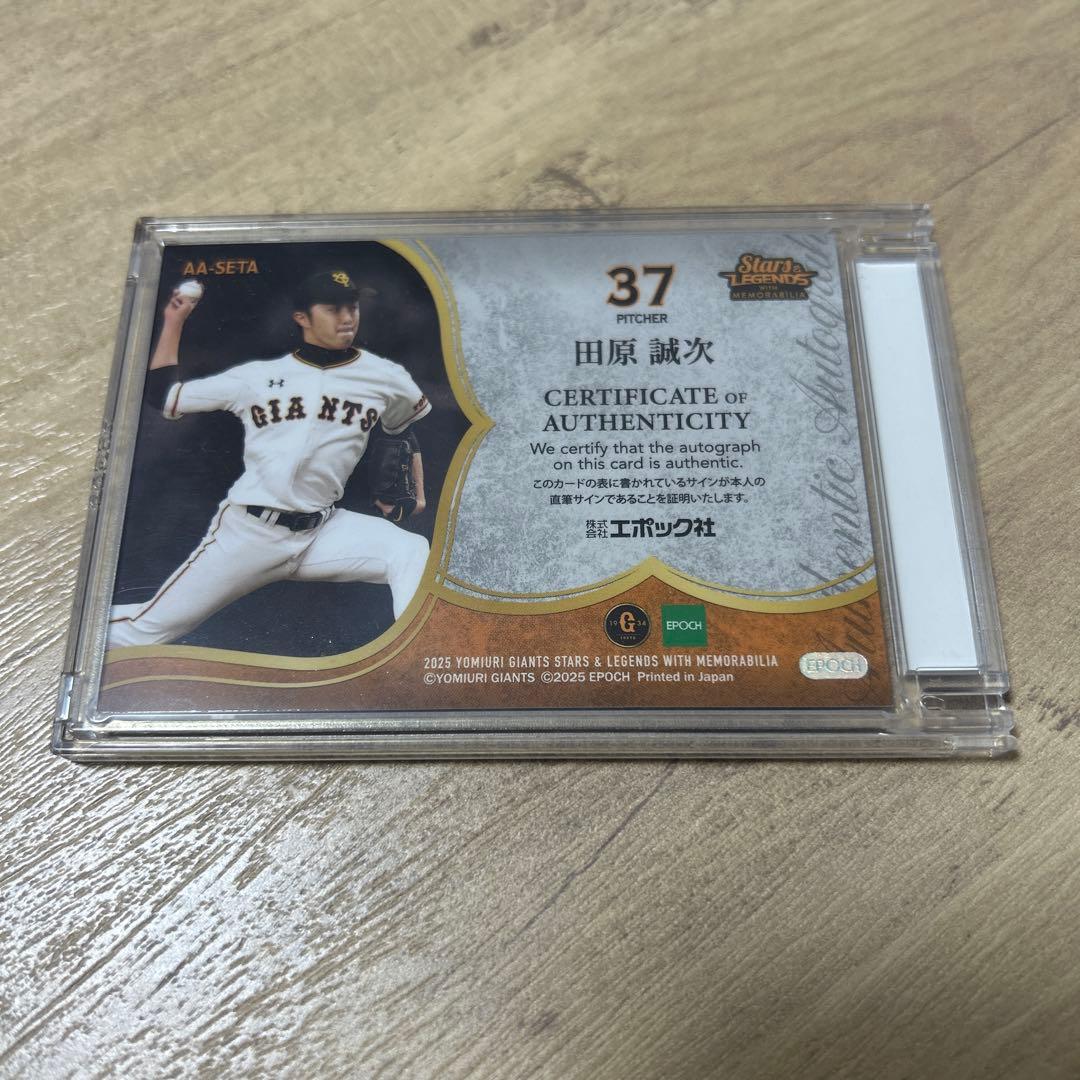 AA-SETA
GIANTS
37
PITCHER
Stars &
LEGENDS
WITH
MEMORABILIA
田原 誠次
CERTIFICATE OF
AUTHENTICITY
We certify that the autograph
on this card is authentic.
このカードの表に書かれているサインが本人の
直筆サインであることを証明いたします。
株式会社エポック社
Authentic Autograph
19 G 34
TOKYO
EPOCH
2025 YOMIURI GIANTS STARS & LEGENDS WITH MEMORABILIA
©YOMIURI GIANTS ©2025 EPOCH Printed in Japan
EPOCH